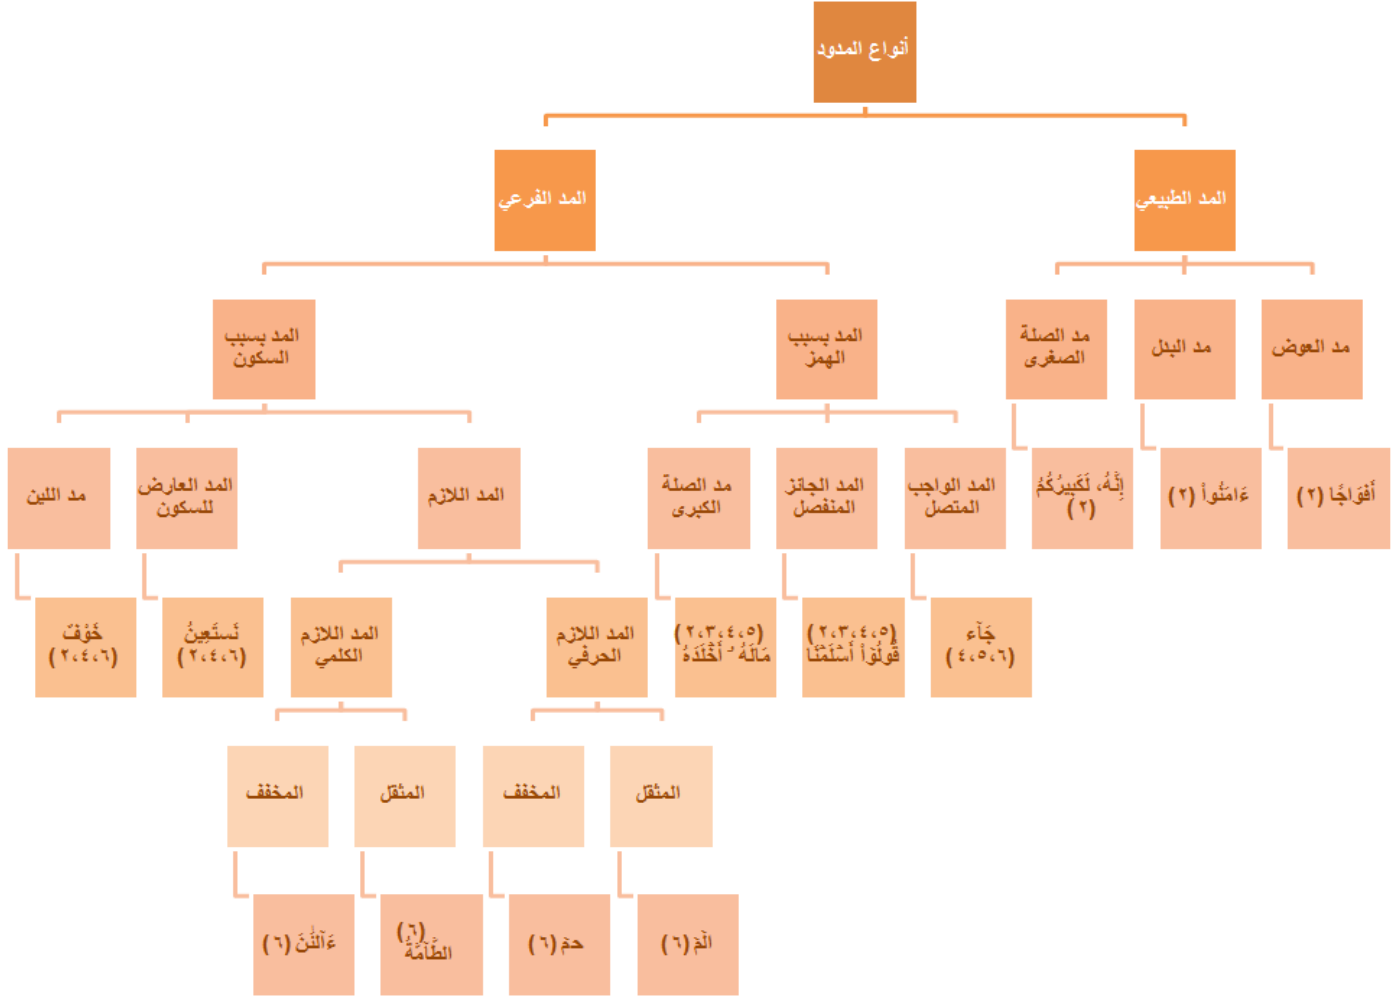 أنواع المدود
المد الطبيعي
المد الفرعي
مد العوض
مد البدل
مد الصلة
الصغرى
المد بسبب
الهمز
المد بسبب
السكون
أَفْوَاجًا (٢)
ءَامَنُواْ (٢)
إِنَّهُ، لَكَبِيرُكُمُ
(٢)
المد الواجب
المتصل
المد الجائز
المنفصل
مد الصلة
الكبرى
المد اللازم
المد العارض
للسكون
مد اللين
جَآء
(٤،٥،٦)
(٢،٣،٤،٥)
قُولُوٓاْ أَسْلَمْنَا
(٢،٣،٤،٥)
مَالَهُ ۥٓ أَخْلَدَهُ
المد اللازم
الحرفي
المد اللازم
الكلمي
نَستَعِينُ
(٢،٤،٦)
خَوْفٌ
(٢،٤،٦)
المثقل
المخفف
المثقل
المخفف
الٓمٓ (٦)
حمٓ (٦)
(٦)
الطَّآمَّةُ
ءَآلْـَٰٔنَ (٦)